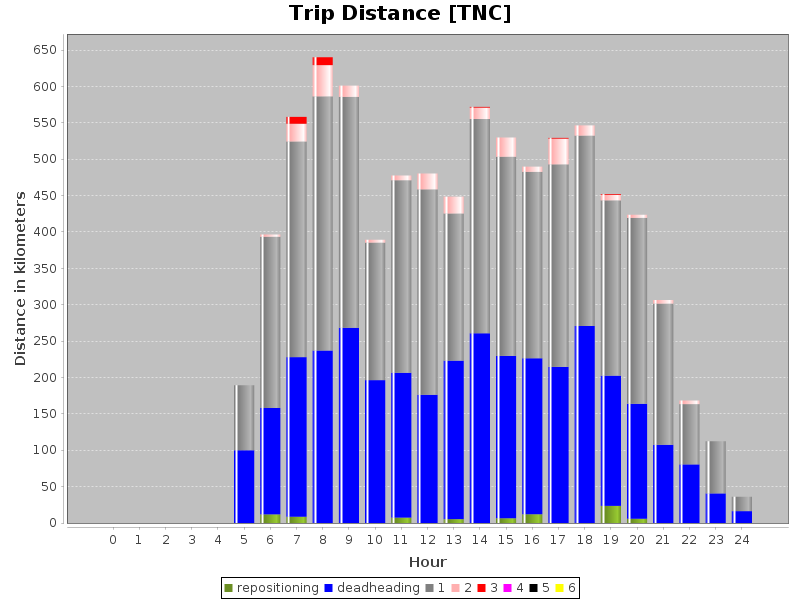 Trip Distance [TNC]
Distance in kilometers
650
600
550
500
450
400
350
300
250
200
150
100
50
0
0 1 2 3 4 5 6 7 8 9 10 11 12 13 14 15 16 17 18 19 20 21 22 23 24
Hour
repositioning deadheading 1 2 3 4 5 6